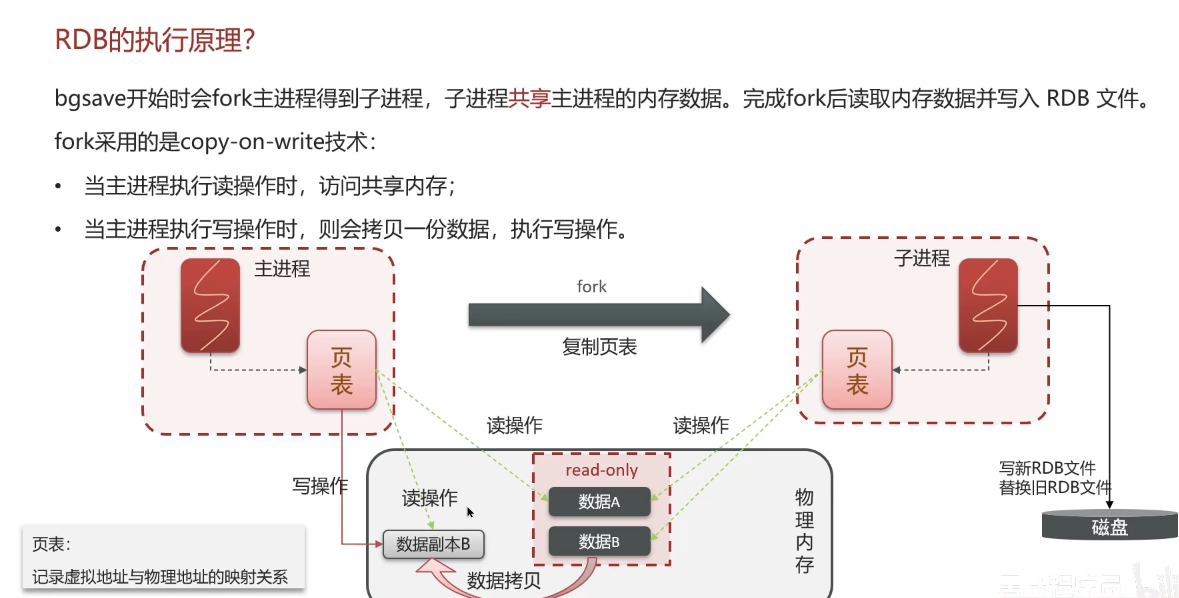 RDB的执行原理？
bgsave开始时会fork主进程得到子进程，子进程共享主进程的内存数据。完成fork后读取内存数据并写入 RDB 文件。
fork采用的是copy-on-write技术：
• 当主进程执行读操作时，访问共享内存；
• 当主进程执行写操作时，则会拷贝一份数据，执行写操作。
主进程
页
表
fork
复制页表
子进程
页
表
读操作
读操作
写操作
读操作
read-only
数据A
数据B
数据副本B
数据拷贝
物
理
内
存
写新RDB文件
替换旧RDB文件
磁盘
页表：
记录虚拟地址与物理地址的映射关系